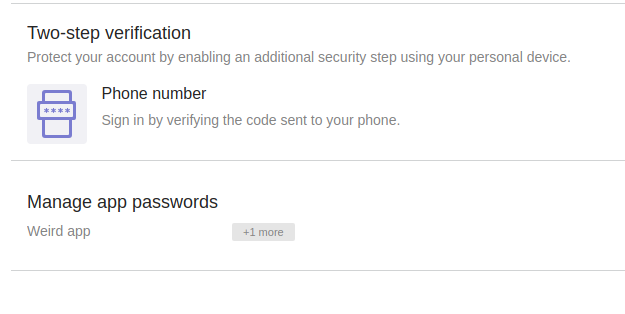 Two-step verification
Protect your account by enabling an additional security step using your personal device.
Phone number
****
Sign in by verifying the code sent to your phone.
Manage app passwords
Weird app +1 more